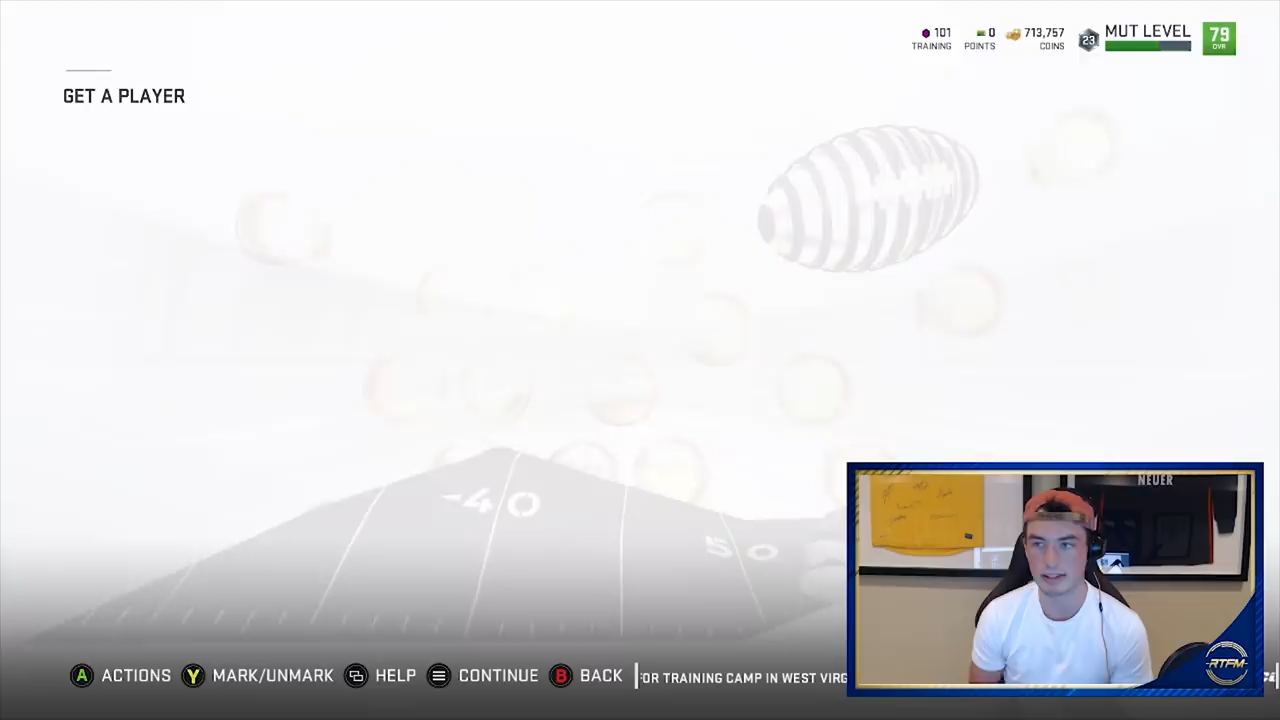 101 0 713,757 23 MUT LEVEL 79
TRAINING POINTS COINS OVR
GET A PLAYER
-40
50
NEUER
RTFM
A ACTIONS Y MARK/UNMARK HELP CONTINUE B BACK OR TRAINING CAMP IN WEST VIRG